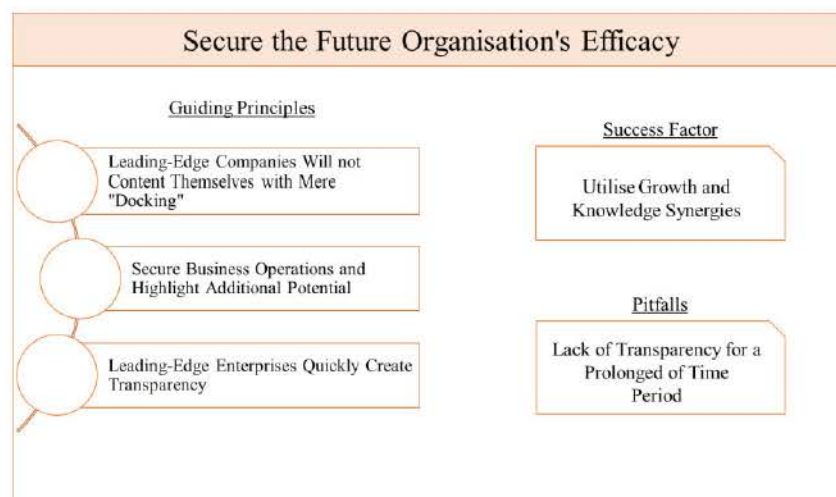 Secure the Future Organisation's Efficacy
Guiding Principles
Leading-Edge Companies Will not
Content Themselves with Mere
"Docking"
Secure Business Operations and
Highlight Additional Potential
Leading-Edge Enterprises Quickly Create
Transparency
Success Factor
Utilise Growth and
Knowledge Synergies
Pitfalls
Lack of Transparency for a
Prolonged of Time
Period